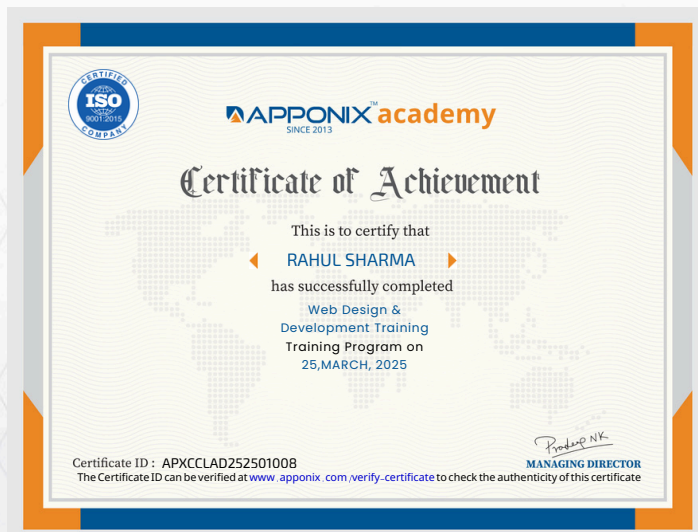 CERTIFIED
ISO
9001:2015
COMPANY
APPONIX™ academy
SINCE 2013
Certificate of Achievement
This is to certify that
RAHUL SHARMA
has successfully completed
Web Design &
Development Training
Training Program on
25,MARCH, 2025
Pradeep NK
Certificate ID : APXCCLAD252501008
MANAGING DIRECTOR
The Certificate ID can be verified at www.apponix.com/verify-certificate to check the authenticity of this certificate